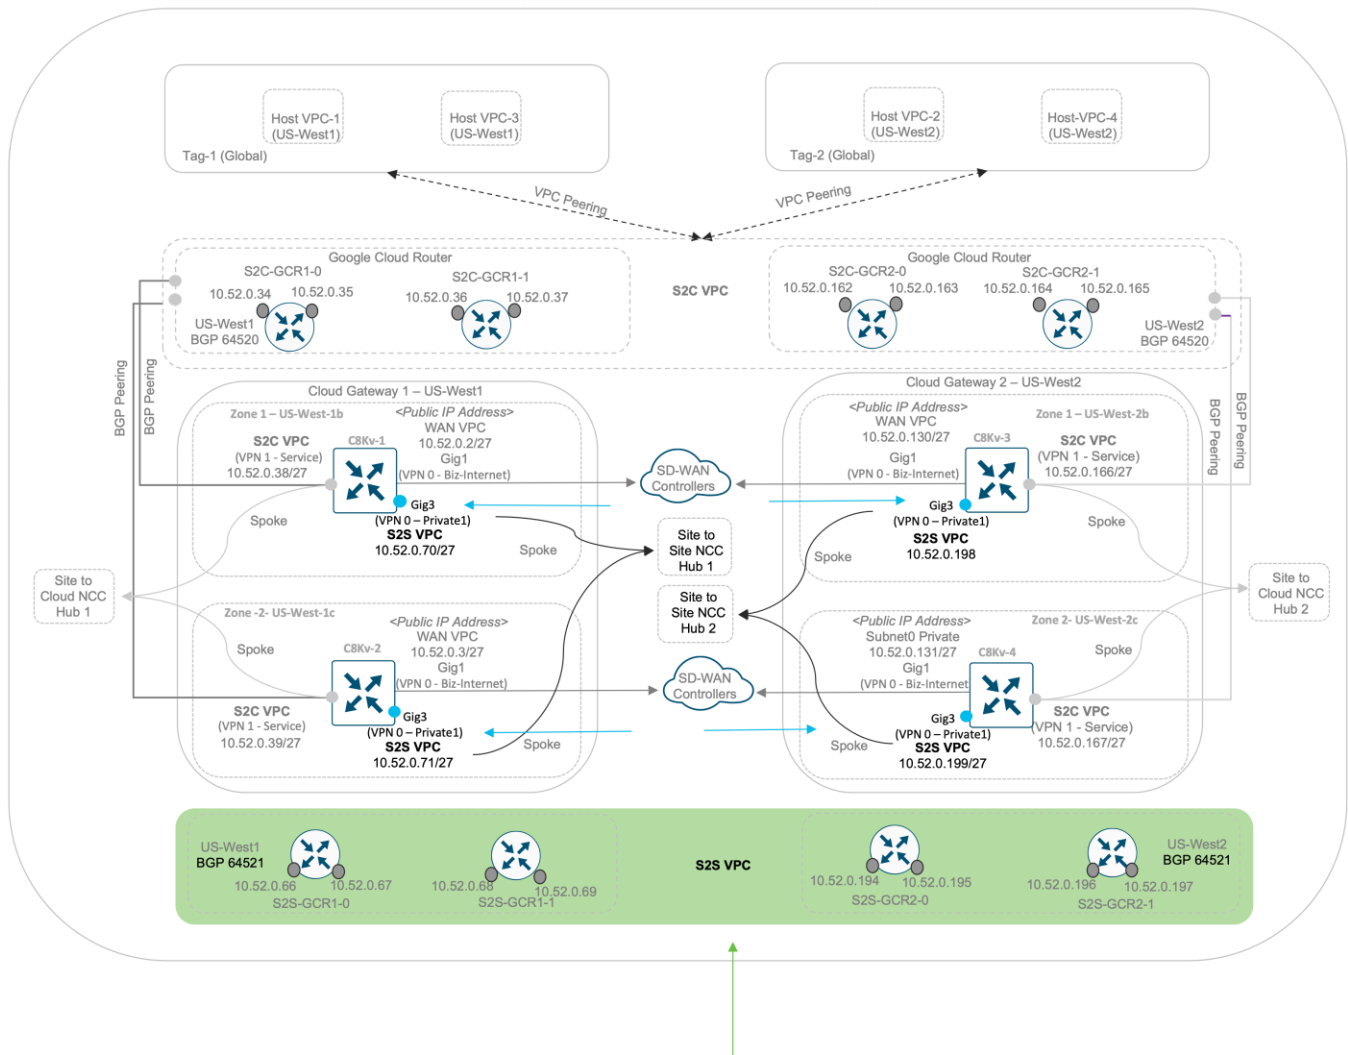 Host VPC-1
(US-West1)
Host VPC-3
(US-West1)
Tag-1 (Global)
Host VPC-2
(US-West2)
Host-VPC-4
(US-West2)
Tag-2 (Global)
VPC Peering
VPC Peering
Google Cloud Router
S2C-GCR1-0
10.52.0.34
10.52.0.35
S2C-GCR1-1
10.52.0.36
10.52.0.37
US-West1
BGP 64520
S2C VPC
Google Cloud Router
S2C-GCR2-0
10.52.0.162
10.52.0.163
S2C-GCR2-1
10.52.0.164
10.52.0.165
US-West2
BGP 64520
BGP Peering
BGP Peering
BGP Peering
BGP Peering
Cloud Gateway 1 – US-West1
Zone 1 – US-West-1b
<Public IP Address>
WAN VPC
10.52.0.2/27
Gig1
(VPN 0 - Biz-Internet)
S2C VPC
(VPN 1 - Service)
10.52.0.38/27
C8Kv-1
Gig3
(VPN 0 – Private1)
S2S VPC
10.52.0.70/27
Spoke
Spoke
Zone -2- US-West-1c
<Public IP Address>
WAN VPC
10.52.0.3/27
Gig1
(VPN 0 - Biz-Internet)
C8Kv-2
Spoke
S2C VPC
(VPN 1 - Service)
10.52.0.39/27
Gig3
(VPN 0 – Private1)
S2S VPC
10.52.0.71/27
Spoke
Site to
Cloud NCC
Hub 1
SD-WAN
Controllers
Site to
Site NCC
Hub 1
Site to
Site NCC
Hub 2
SD-WAN
Controllers
Cloud Gateway 2 – US-West2
<Public IP Address>
WAN VPC
10.52.0.130/27
Gig1
(VPN 0 - Biz-Internet)
C8Kv-3
Zone 1 – US-West-2b
S2C VPC
(VPN 1 - Service)
10.52.0.166/27
Gig3
(VPN 0 – Private1)
S2S VPC
10.52.0.198
Spoke
Spoke
<Public IP Address>
Subnet0 Private
10.52.0.131/27
Gig1
(VPN 0 - Biz-Internet)
C8Kv-4
Zone 2- US-West-2c
Spoke
Gig3
(VPN 0 – Private1)
S2S VPC
10.52.0.199/27
S2C VPC
(VPN 1 - Service)
10.52.0.167/27
Spoke
Site to
Cloud NCC
Hub 2
US-West1
BGP 64521
10.52.0.66
10.52.0.67
S2S-GCR1-0
10.52.0.68
10.52.0.69
S2S-GCR1-1
S2S VPC
10.52.0.194
10.52.0.195
S2S-GCR2-0
10.52.0.196
10.52.0.197
S2S-GCR2-1
US-West2
BGP 64521